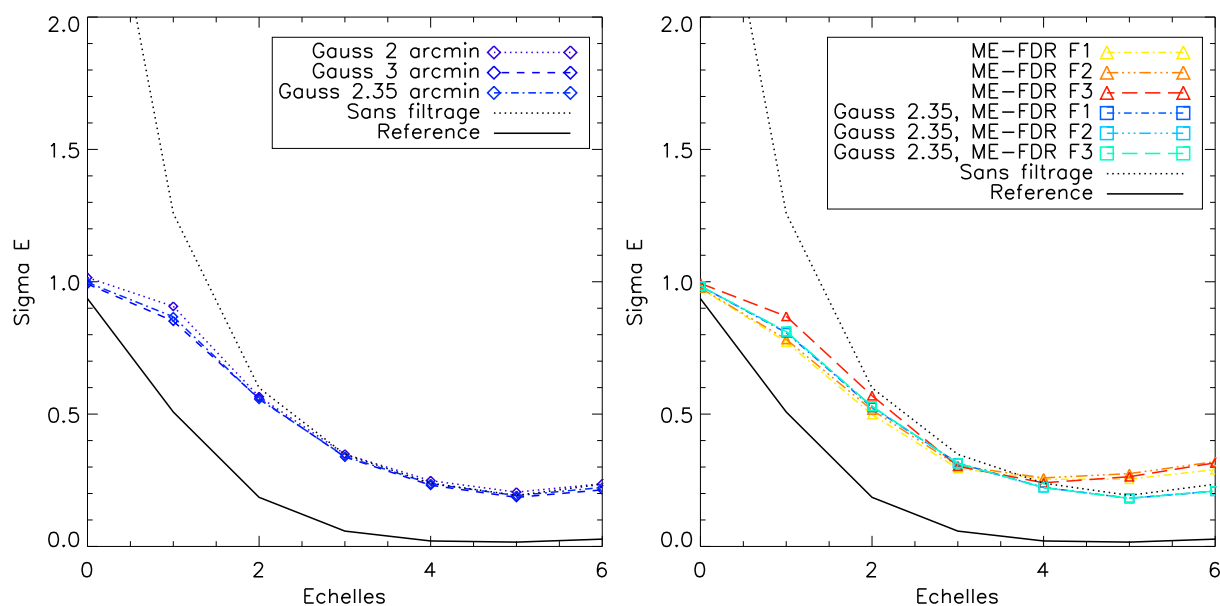 2.0
1.5
1.0
0.5
0.0
Sigma E
0
2
4
6
Echelles
Gauss 2 arcmin
Gauss 3 arcmin
Gauss 2.35 arcmin
Sans filtrage
Reference
2.0
1.5
1.0
0.5
0.0
Sigma E
0
2
4
6
Echelles
ME-FDR F1
ME-FDR F2
ME-FDR F3
Gauss 2.35, ME-FDR F1
Gauss 2.35, ME-FDR F2
Gauss 2.35, ME-FDR F3
Sans filtrage
Reference